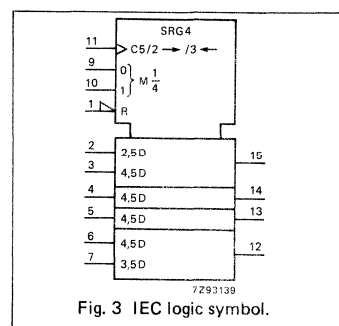 SRG4
11 C5/2 → /3 ←
9 0
10 1 M 1/4
1 R
2 2,5D 15
3 4,5D
4 4,5D 14
5 4,5D 13
6 4,5D 12
7 3,5D
7Z93139
Fig. 3 IEC logic symbol.